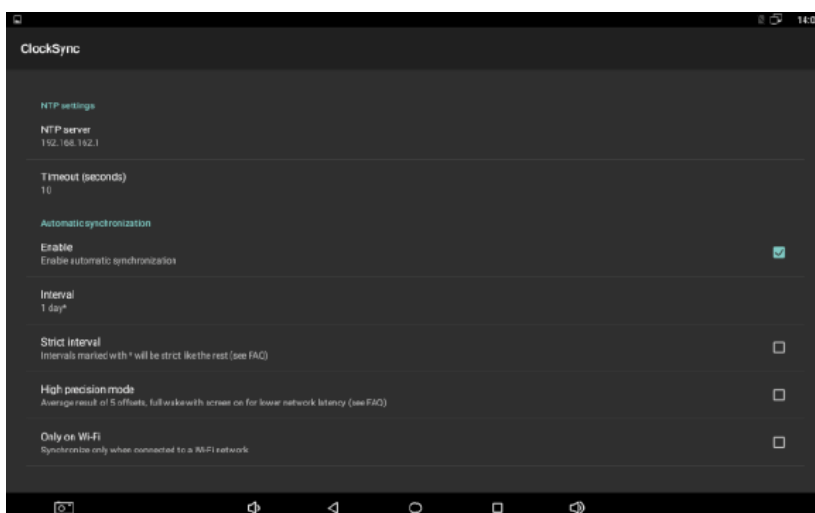 14:0
ClockSync
NTP settings
NTP server
192.168.162.1
Timeout (seconds)
10
Automatic synchronization
Enable
Enable automatic synchronization
Interval
1 day*
Strict interval
Intervals marked with * will be strict like the rest (see FAQ)
High precision mode
Average result of 5 offsets, full wake with screen on for lower network latency (see FAQ)
Only on Wi-Fi
Synchronize only when connected to a Wi-Fi network